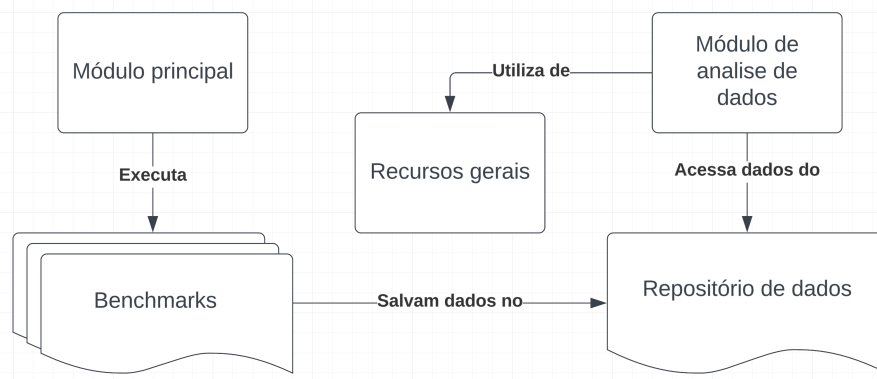 Módulo principal
Utiliza de
Módulo de
analise de
dados
Recursos gerais
Executa
Acessa dados do
Benchmarks
Salvam dados no
Repositório de dados